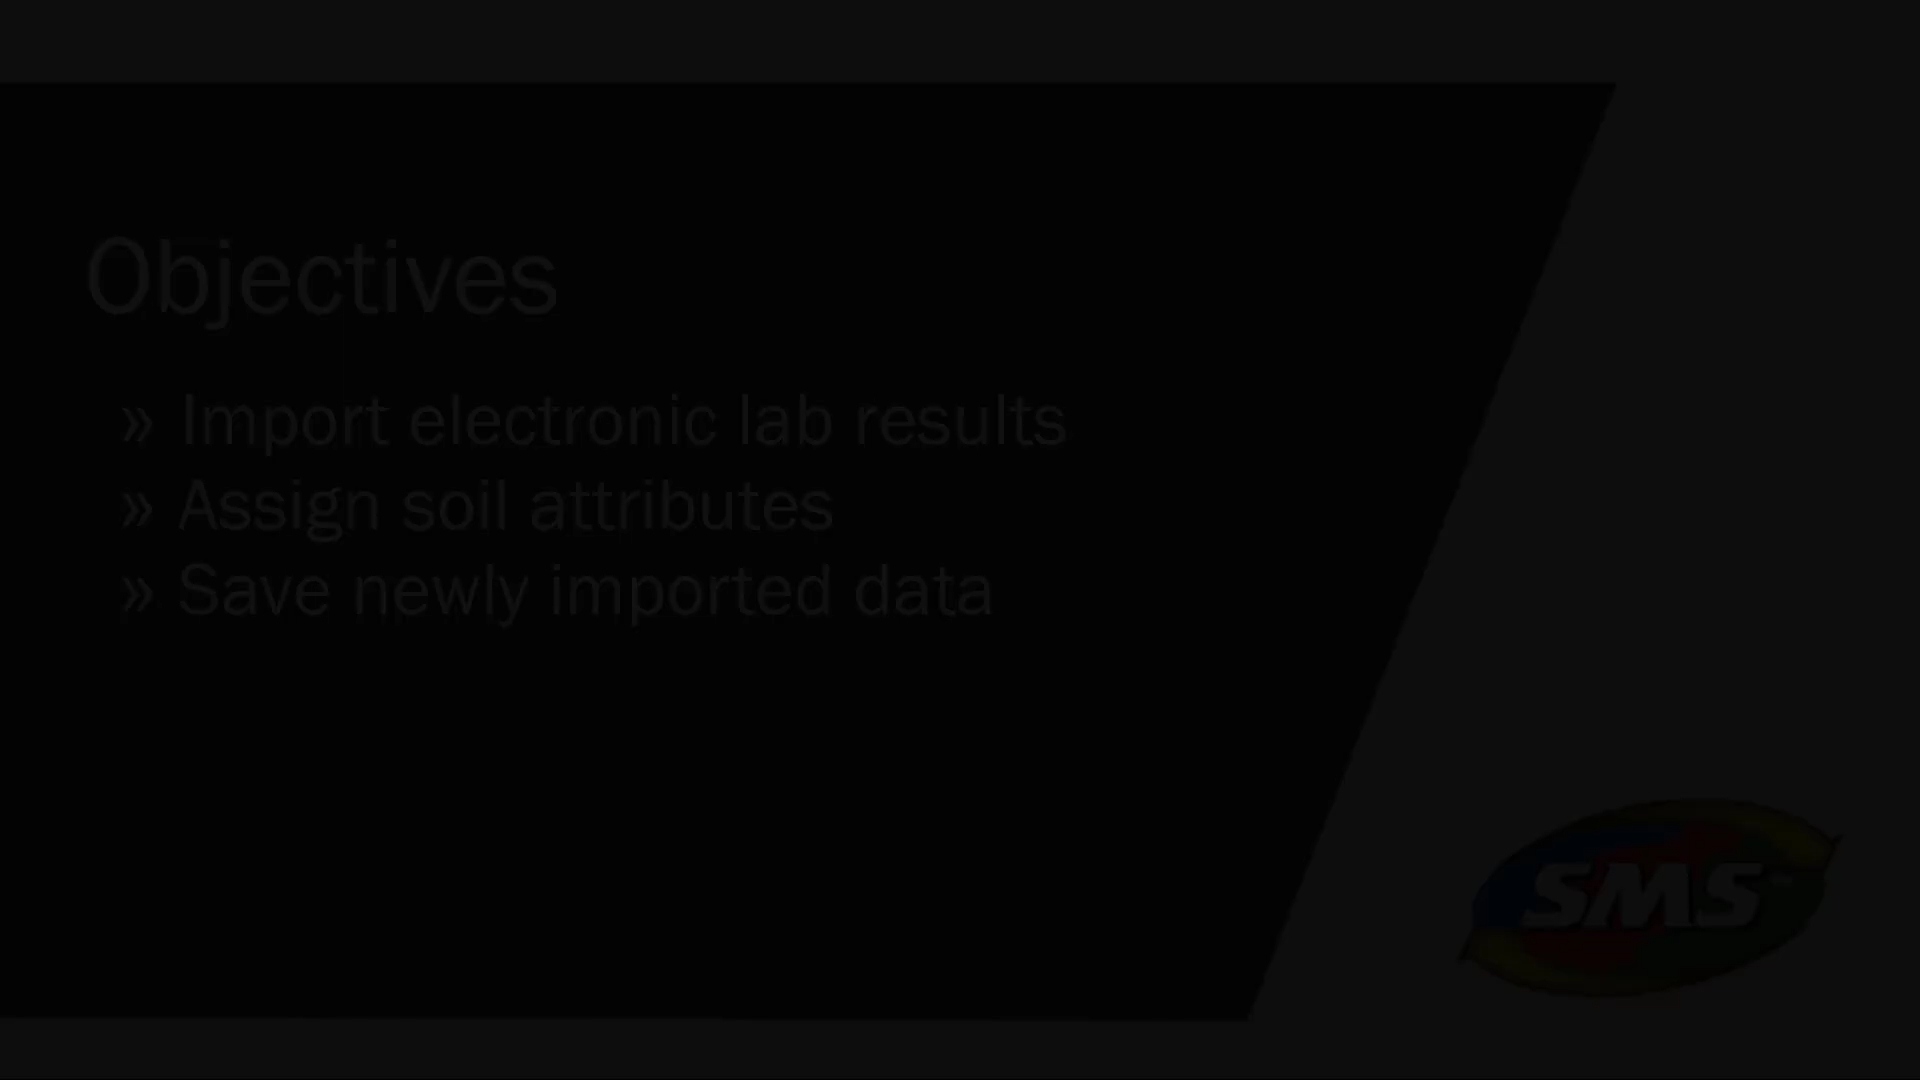 Objectives
» Import electronic lab results
» Assign soil attributes
» Save newly imported data
SMS